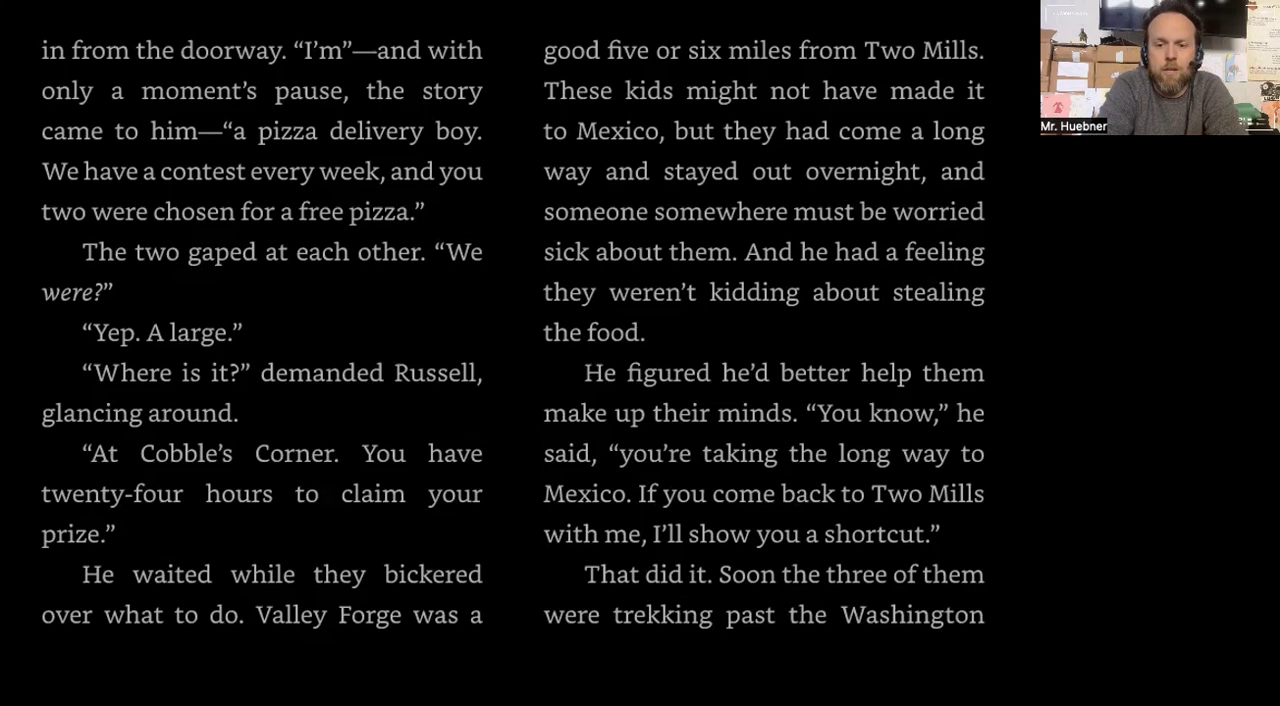 in from the doorway. “I’m”—and with
only a moment’s pause, the story
came to him—“a pizza delivery boy.
We have a contest every week, and you
two were chosen for a free pizza.”
The two gaped at each other. “We
were?”
“Yep. A large.”
“Where is it?” demanded Russell,
glancing around.
“At Cobble’s Corner. You have
twenty-four hours to claim your
prize.”
He waited while they bickered
over what to do. Valley Forge was a
good five or six miles from Two Mills.
These kids might not have made it
to Mexico, but they had come a long
way and stayed out overnight, and
someone somewhere must be worried
sick about them. And he had a feeling
they weren’t kidding about stealing
the food.
He figured he’d better help them
make up their minds. “You know,” he
said, “you’re taking the long way to
Mexico. If you come back to Two Mills
with me, I’ll show you a shortcut.”
That did it. Soon the three of them
were trekking past the Washington
Mr. Huebner